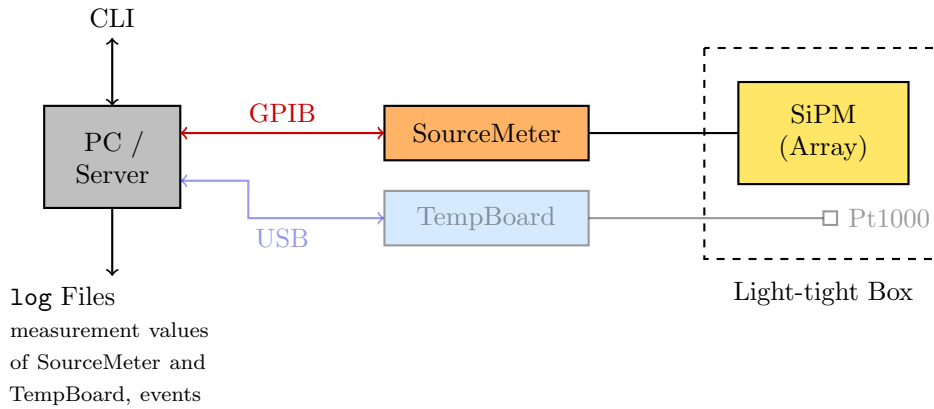 CLI
PC /
Server
GPIB
USB
SourceMeter
TempBoard
SiPM
(Array)
Pt1000
Light-tight Box
log Files
measurement values
of SourceMeter and
TempBoard, events